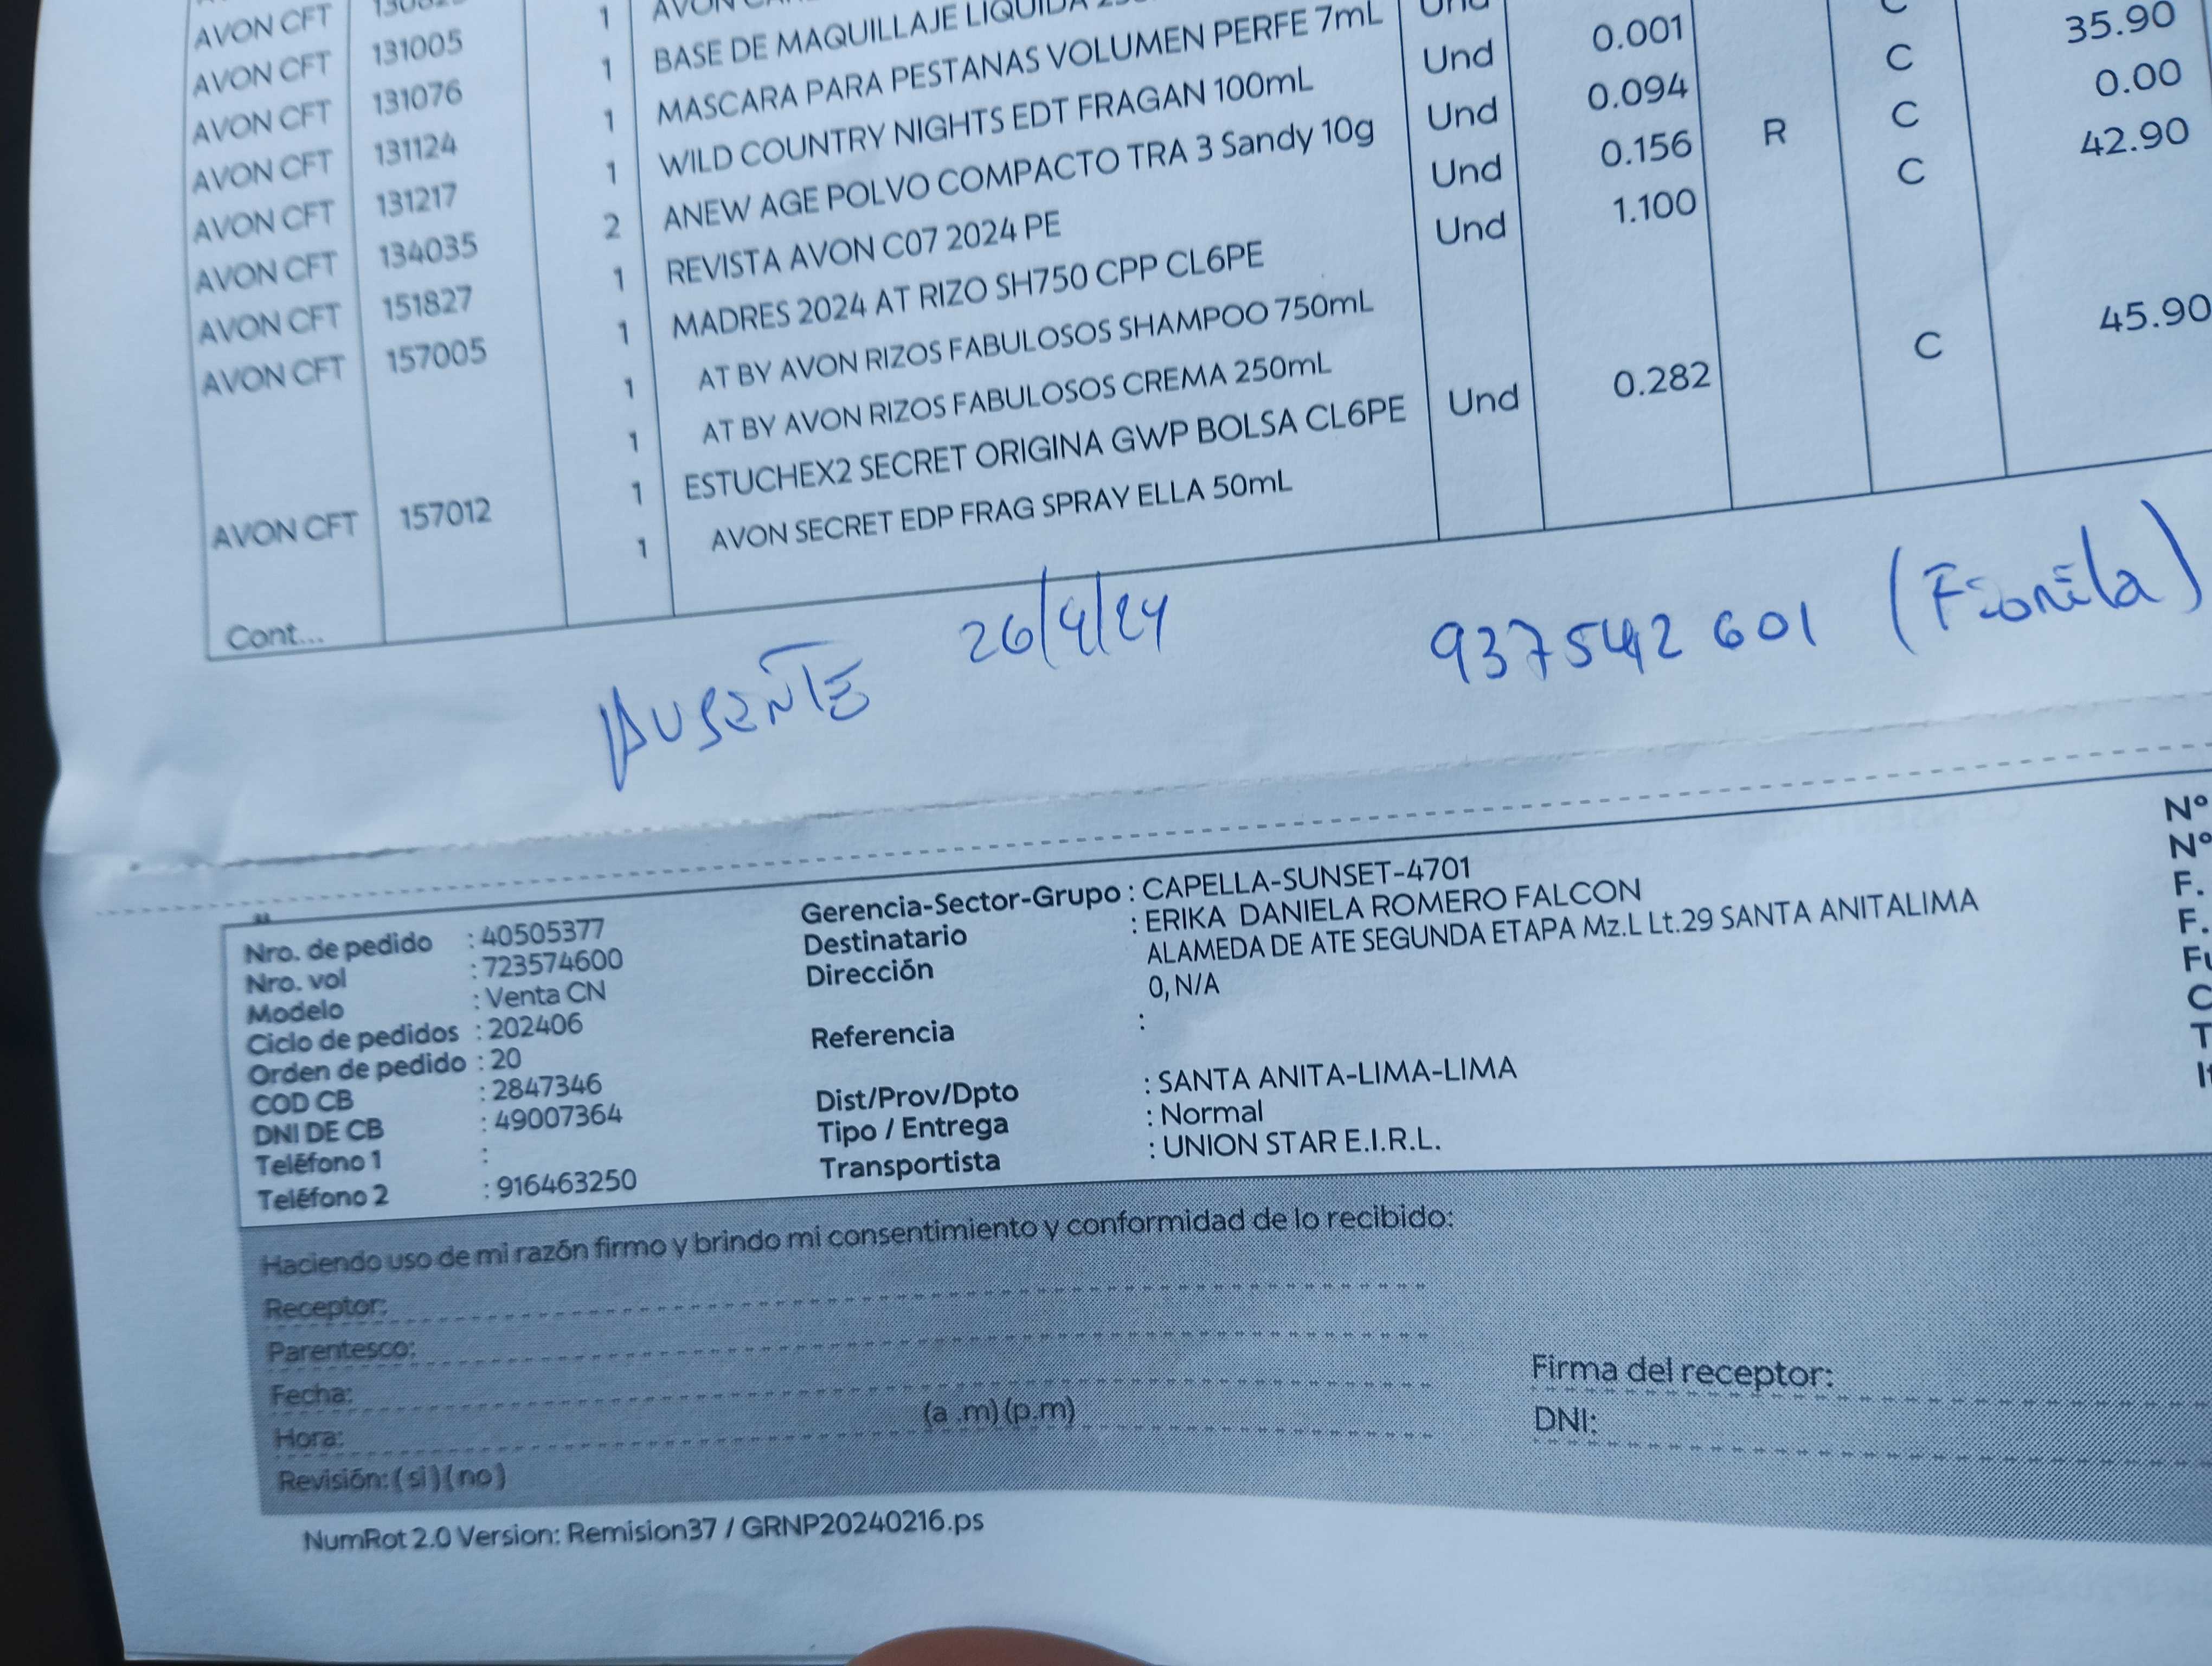 AVON CFT 1 AVON
AVON CFT 131005 1 BASE DE MAQUILLAJE LIQUIDA
AVON CFT 131076 1 MASCARA PARA PESTANAS VOLUMEN PERFE 7mL Und 0.001 C 35.90
AVON CFT 131124 1 WILD COUNTRY NIGHTS EDT FRAGAN 100mL Und 0.094 C 0.00
AVON CFT 131217 2 ANEW AGE POLVO COMPACTO TRA 3 Sandy 10g Und 0.156 R C 42.90
AVON CFT 134035 1 REVISTA AVON C07 2024 PE Und 1.100 C
AVON CFT 151827 1 MADRES 2024 AT RIZO SH750 CPP CL6PE Und
AVON CFT 157005 1 AT BY AVON RIZOS FABULOSOS SHAMPOO 750mL
1 AT BY AVON RIZOS FABULOSOS CREMA 250mL
AVON CFT 157012 1 ESTUCHEX2 SECRET ORIGINA GWP BOLSA CL6PE Und 0.282 C 45.90
1 AVON SECRET EDP FRAG SPRAY ELLA 50mL
Cont...
AUSENTE 26/4/24 937542601 (Fiorela)
Nro. de pedido : 40505377
Nro. vol : 723574600
Modelo : Venta CN
Ciclo de pedidos : 202406
Orden de pedido : 20
COD CB : 2847346
DNI DE CB : 49007364
Teléfono 1 :
Teléfono 2 : 916463250
Gerencia-Sector-Grupo : CAPELLA-SUNSET-4701
Destinatario : ERIKA DANIELA ROMERO FALCON
Dirección ALAMEDA DE ATE SEGUNDA ETAPA Mz.L Lt.29 SANTA ANITALIMA
0, N/A
Referencia :
Dist/Prov/Dpto : SANTA ANITA-LIMA-LIMA
Tipo / Entrega : Normal
Transportista : UNION STAR E.I.R.L.
N°
N°
F.
F.
Haciendo uso de mi razón firmo y brindo mi consentimiento y conformidad de lo recibido:
Receptor:
Parentesco:
Fecha:
Hora: (a .m) (p.m)
Revisión: ( si ) ( no )
Firma del receptor:
DNI:
NumRot 2.0 Version: Remision37 / GRNP20240216.ps